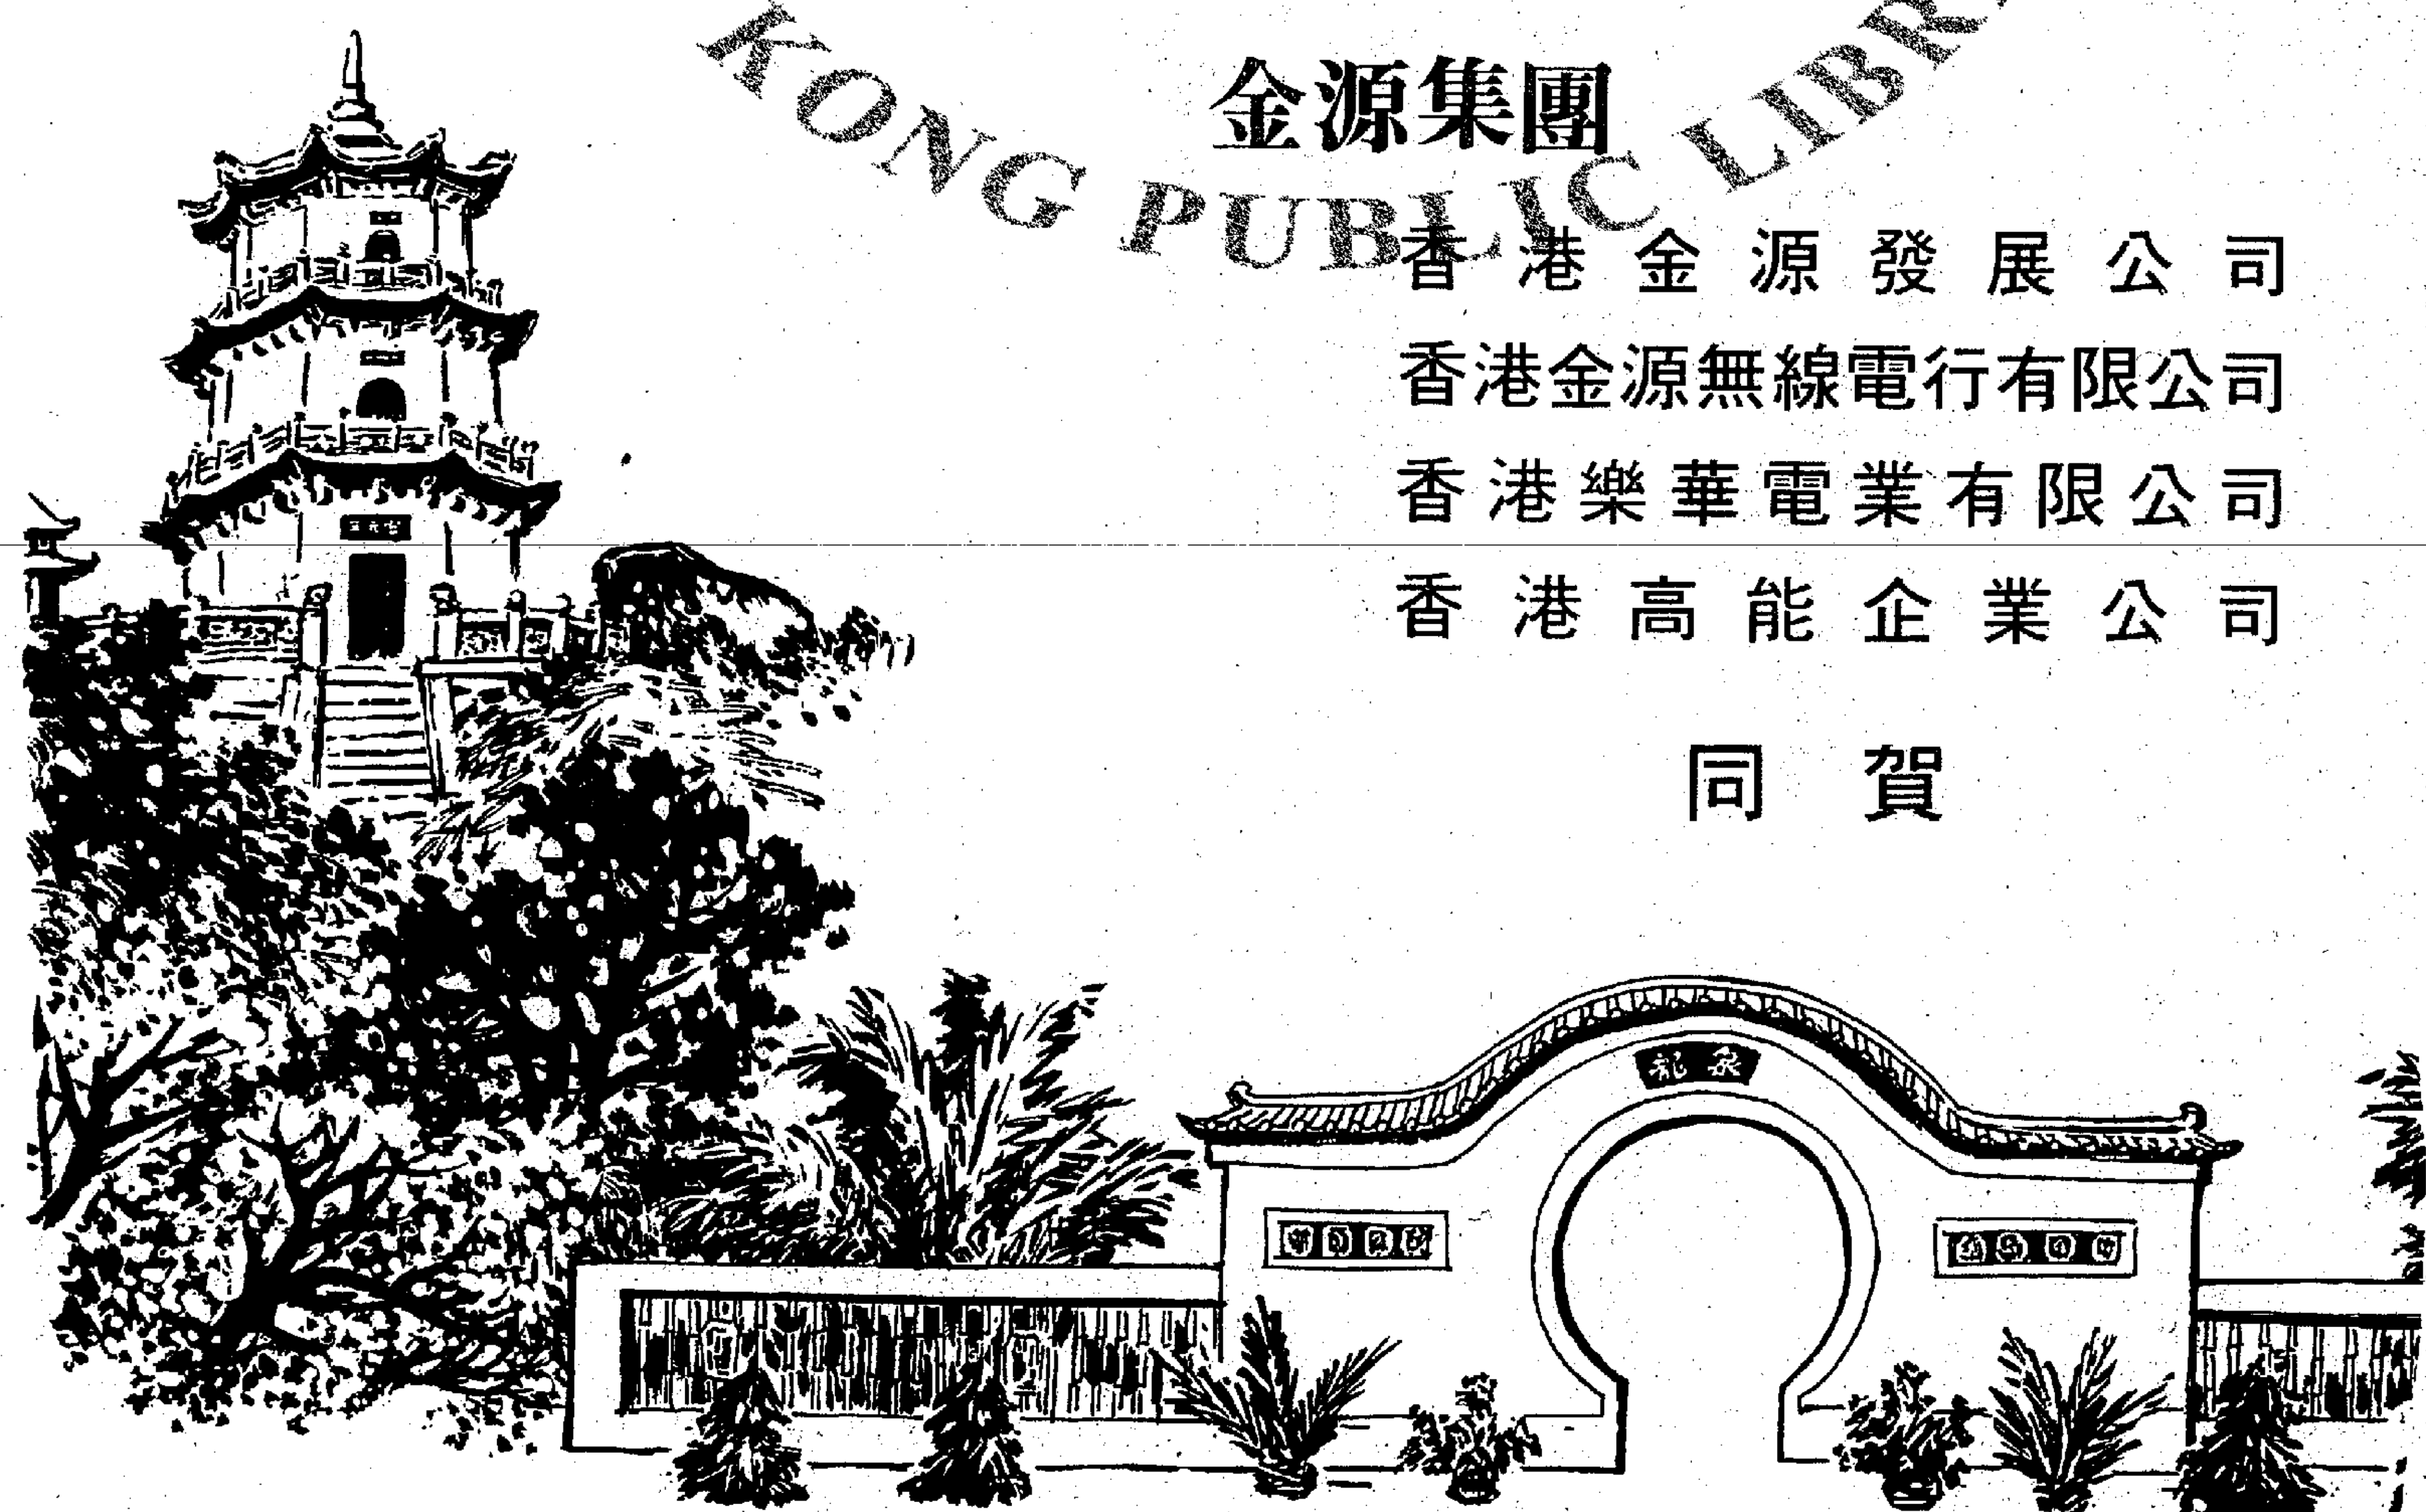 KONG PUBLIC LIBR
金源集團
香港金源發展公司
香港金源無線電行有限公司
香港樂華電業有限公司
香港高能企業公司
同賀